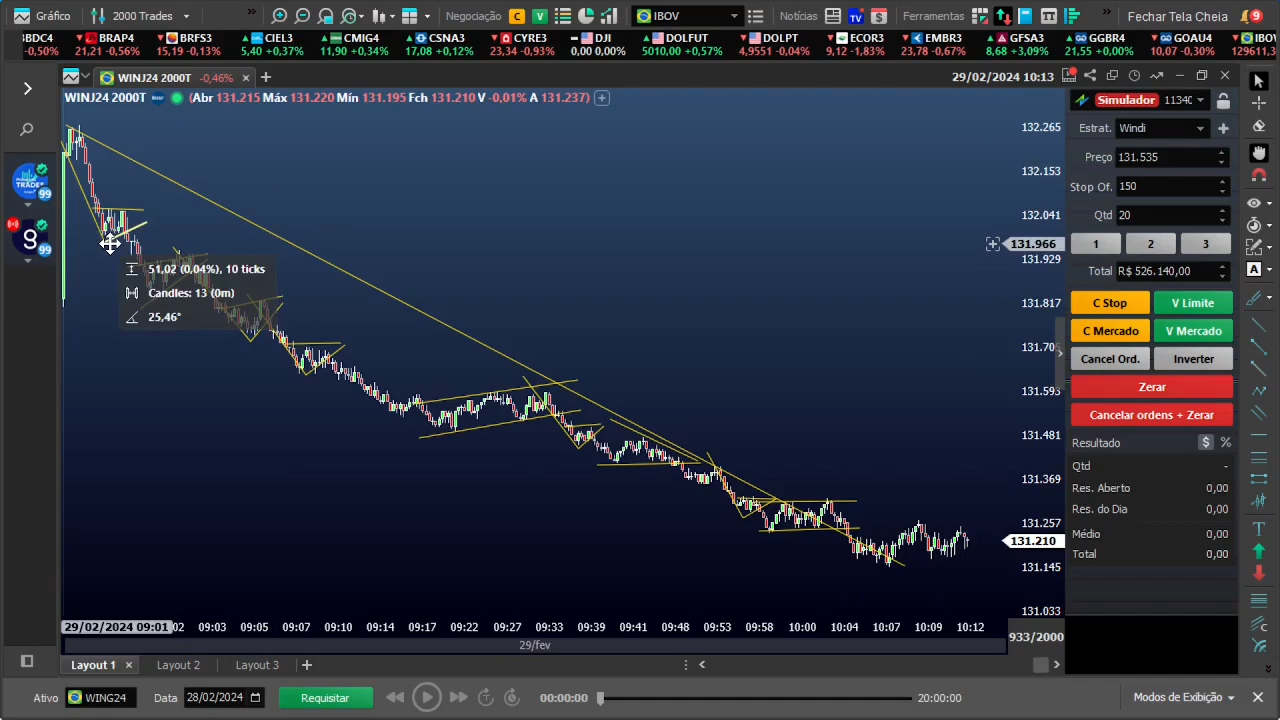 Gráfico 2000 Trades Negociação C V IBOV Notícias TV $ Ferramentas Fechar Tela Cheia 9
BBDC4 BRAP4 BRFS3 CIEL3 CMIG4 CSNA3 CYRE3 DJI DOLFUT DOLPT ECOR3 EMBR3 GFSA3 GGBR4 GOAU4 IBO
-0,50% 21,21 -0,56% 15,19 -0,13% 5,40 +0,37% 11,90 +0,34% 17,08 +0,12% 23,34 -0,93% 0,00 0,00% 5010,00 +0,57% 4,9551 -0,04% 9,12 -1,83% 23,78 -0,67% 8,68 +3,09% 21,55 +0,00% 10,07 -0,30% 129611,3
WINJ24 2000T -0,46% 29/02/2024 10:13
WINJ24 2000T (Abr 131.215 Máx 131.220 Mín 131.195 Fch 131.210 V -0,01% A 131.237)
132.265
132.153
132.041
131.966
131.929
131.817
131.705
131.593
131.481
131.369
131.257
131.210
131.145
131.033
51,02 (0,04%), 10 ticks
Candles: 13 (0m)
25,46°
99
99
29/02/2024 09:01 02 09:03 09:05 09:07 09:10 09:14 09:17 09:22 09:27 09:33 09:39 09:41 09:48 09:53 09:58 10:00 10:04 10:07 10:09 10:12
29/fev
933/2000
Simulador 11340
Estrat. Windi
Preço 131.535
Stop Of. 150
Qtd 20
1 2 3
Total R$ 526.140,00
C Stop V Limite
C Mercado V Mercado
Cancel Ord. Inverter
Zerar
Cancelar ordens + Zerar
Resultado $ %
Qtd -
Res. Aberto 0,00
Res. do Dia 0,00
Médio 0,00
Total 0,00
A
T
C
Layout 1 Layout 2 Layout 3
Ativo WING24 Data 28/02/2024 Requisitar 00:00:00 20:00:00 Modos de Exibição